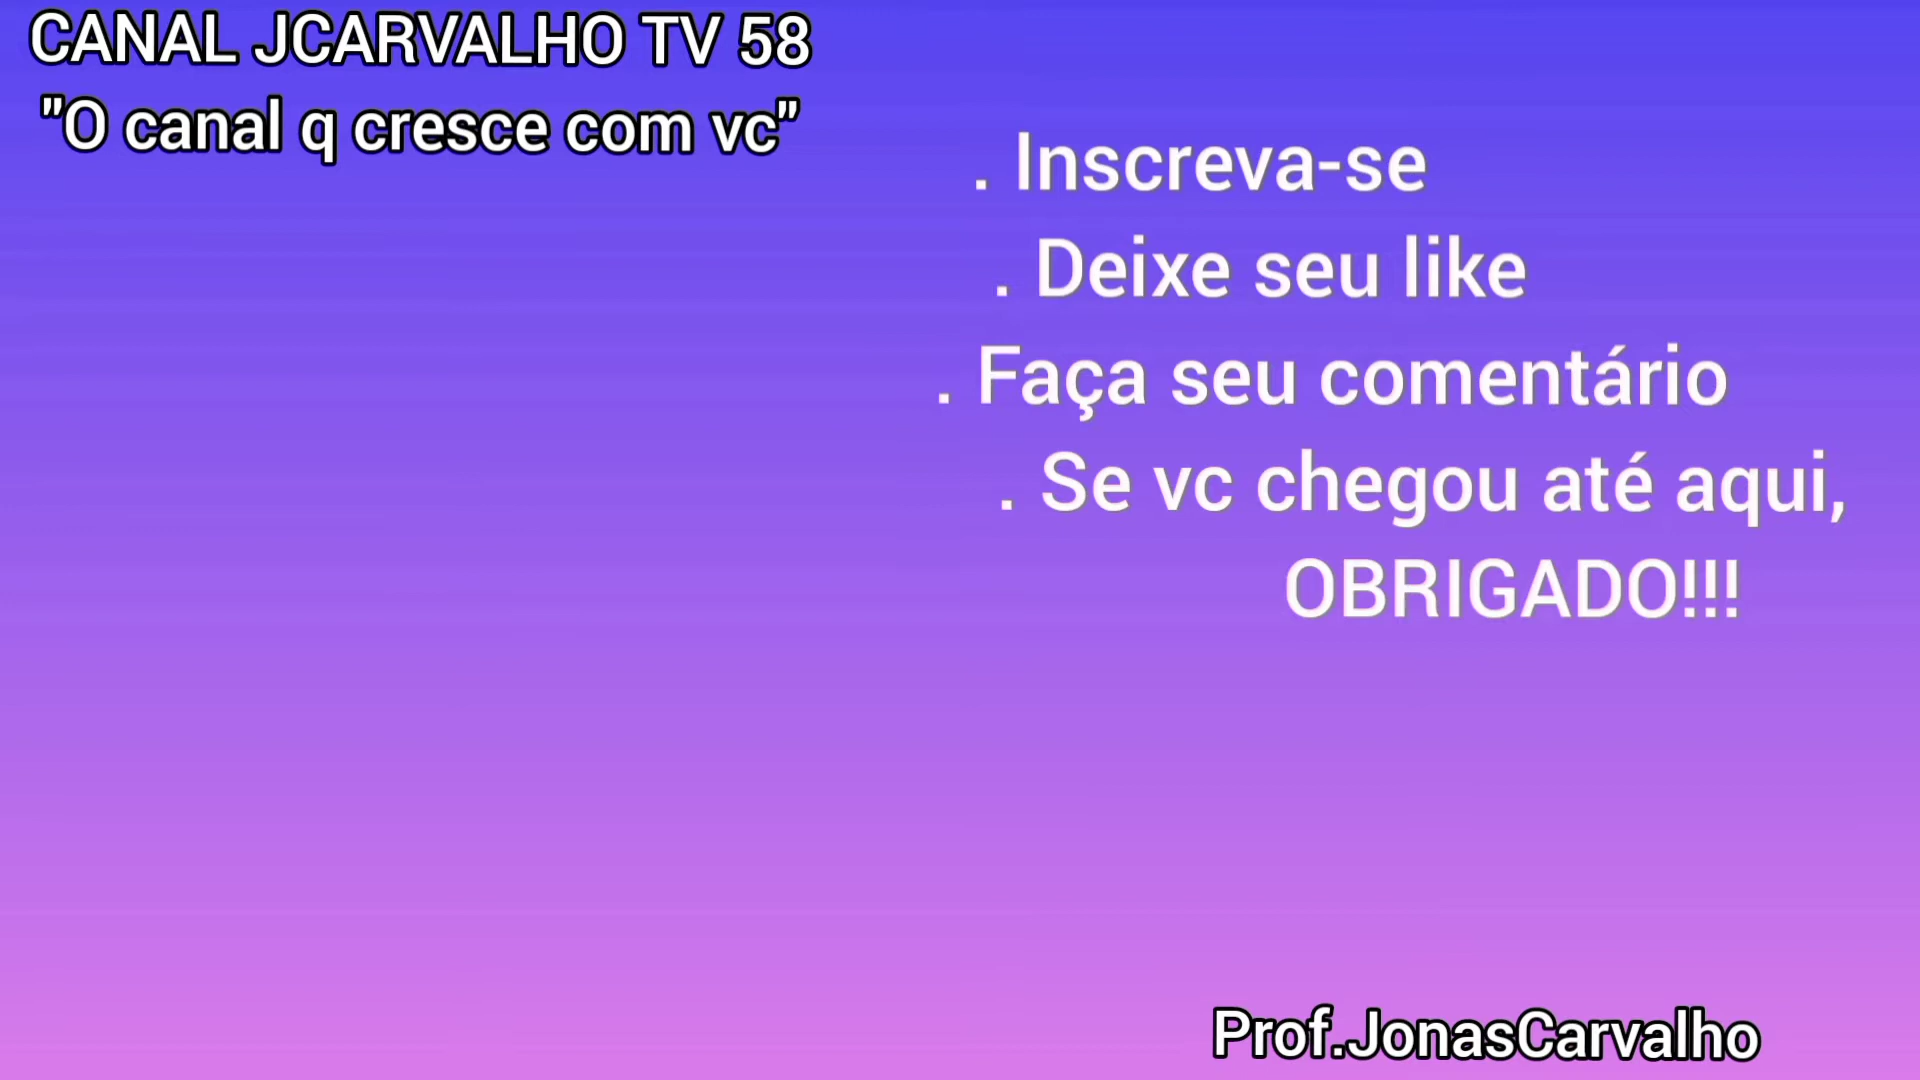 CANAL JCARVALHO TV 58
"O canal q cresce com vc"
. Inscreva-se
. Deixe seu like
. Faça seu comentário
. Se vc chegou até aqui,
OBRIGADO!!!
Prof.JonasCarvalho